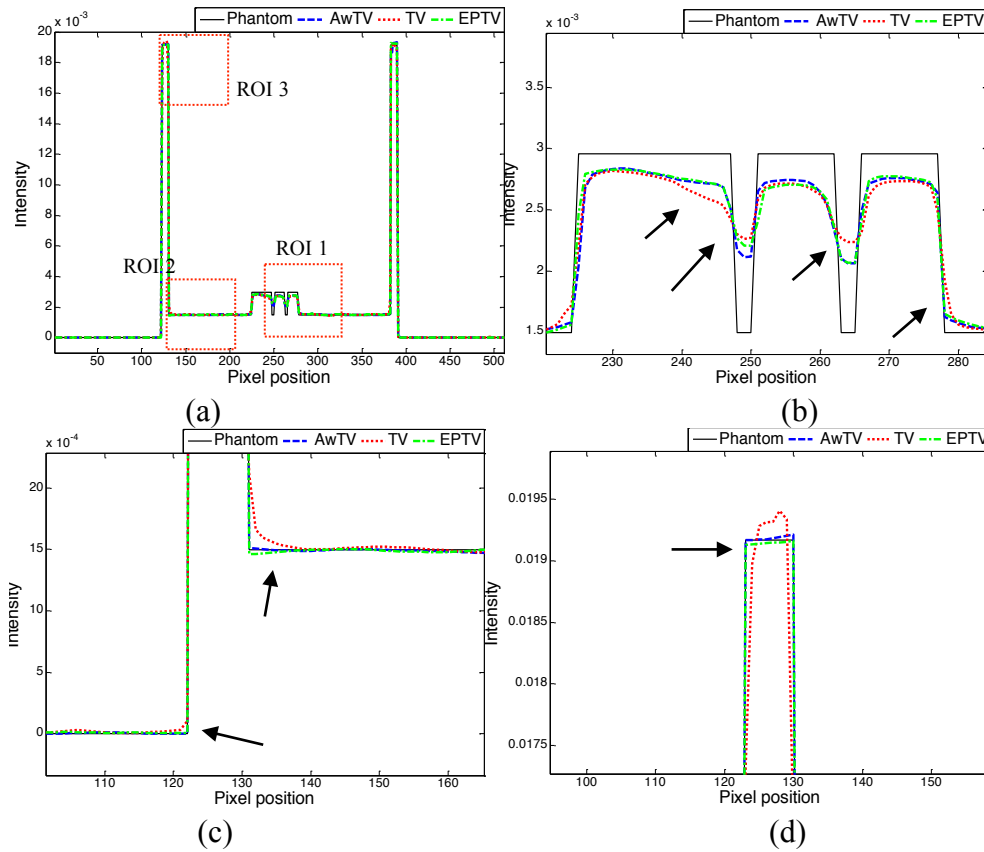 Phantom AwTV TV EPTV
x 10⁻³
20
18
16
14
12
10
8
6
4
2
0
Intensity
ROI 3
ROI 2
ROI 1
50 100 150 200 250 300 350 400 450 500
Pixel position
(a)
Phantom AwTV TV EPTV
x 10⁻³
4
3.5
3
2.5
2
1.5
Intensity
230 240 250 260 270 280
Pixel position
(b)
Phantom AwTV TV EPTV
x 10⁻⁴
20
15
10
5
0
Intensity
110 120 130 140 150 160
Pixel position
(c)
Phantom AwTV TV EPTV
0.0195
0.019
0.0185
0.018
0.0175
Intensity
100 110 120 130 140 150
Pixel position
(d)